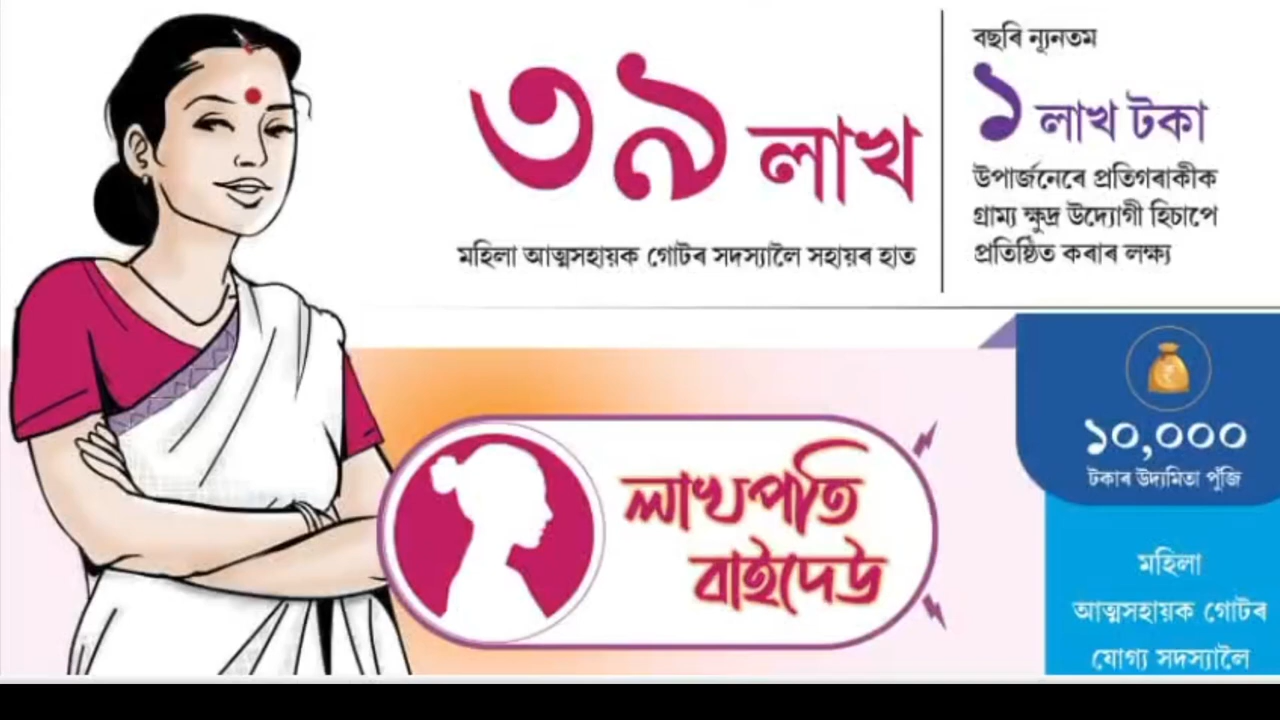 ৩৯ লাখ
মহিলা আত্মসহায়ক গোটৰ সদস্যালৈ সহায়ৰ হাত
বছৰি ন্যূনতম
১ লাখ টকা
উপাৰ্জনেৰে প্ৰতিগৰাকীক
গ্ৰাম্য ক্ষুদ্ৰ উদ্যোগী হিচাপে
প্ৰতিষ্ঠিত কৰাৰ লক্ষ্য
লাখপতি
বাইদেউ
১০,০০০
টকাৰ উদ্যমিতা পুঁজি
মহিলা
আত্মসহায়ক গোটৰ
যোগ্য সদস্যালৈ